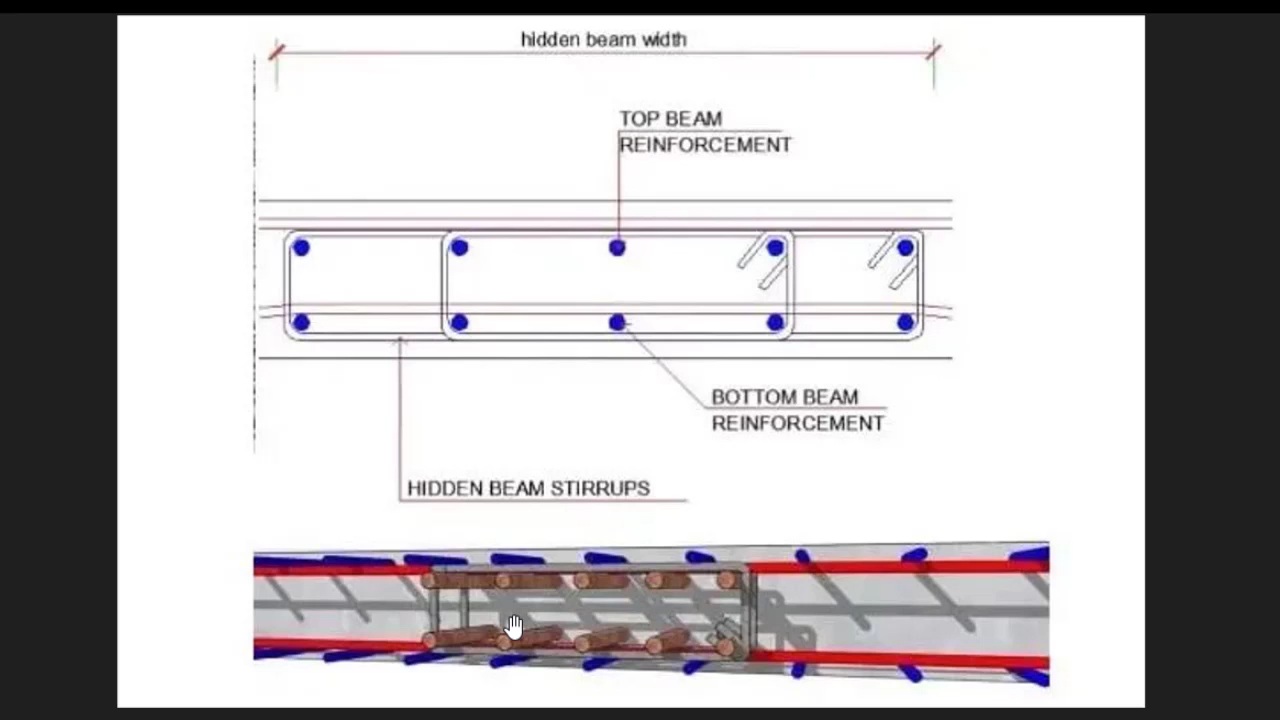 hidden beam width
TOP BEAM
REINFORCEMENT
BOTTOM BEAM
REINFORCEMENT
HIDDEN BEAM STIRRUPS